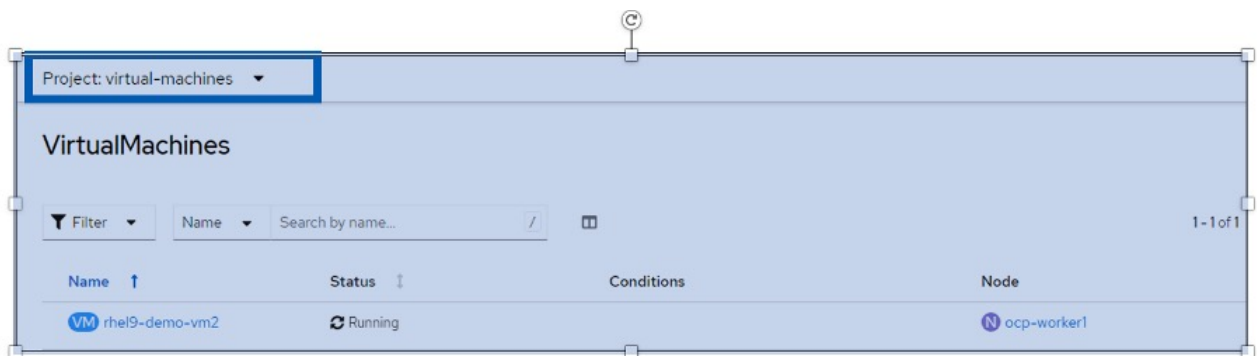 Project: virtual-machines
VirtualMachines
Filter Name Search by name... / 1-1 of 1
Name Status Conditions Node
VM rhel9-demo-vm2 Running N ocp-worker1